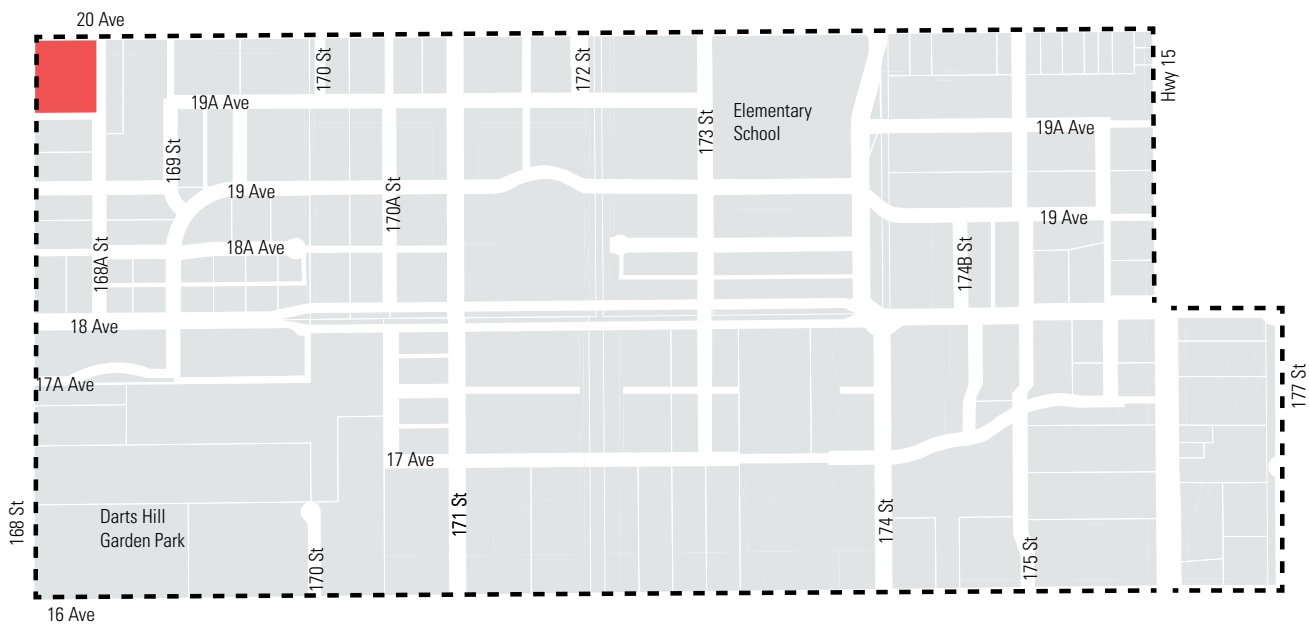 20 Ave
170 St
172 St
Hwy 15
19A Ave
Elementary
School
173 St
19A Ave
169 St
19 Ave
170A St
19 Ave
18A Ave
168A St
174B St
18 Ave
17A Ave
177 St
17 Ave
168 St
Darts Hill
Garden Park
171 St
174 St
170 St
175 St
16 Ave